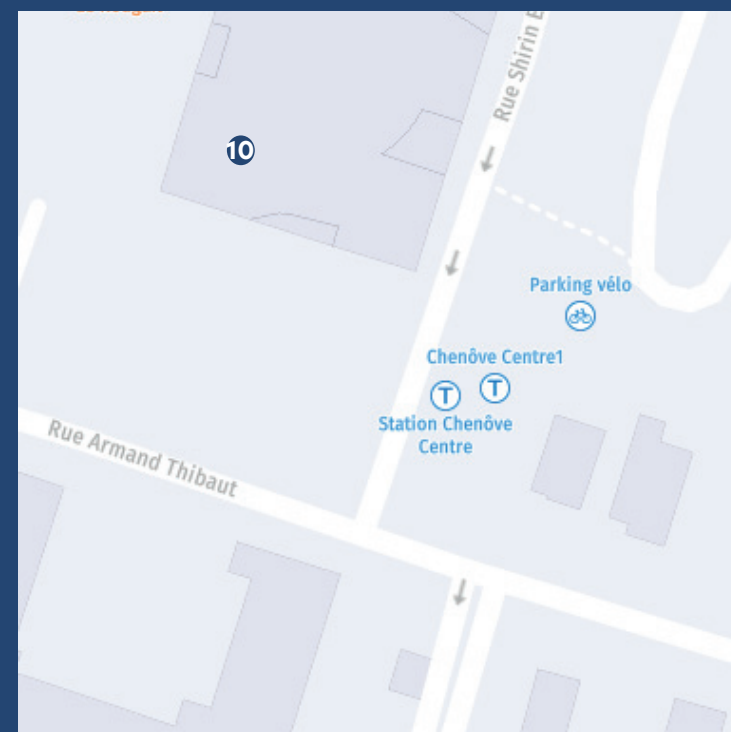 Rue Shirin E
10
Parking vélo
Chenôve Centre1
T
T
Station Chenôve
Centre
Rue Armand Thibaut